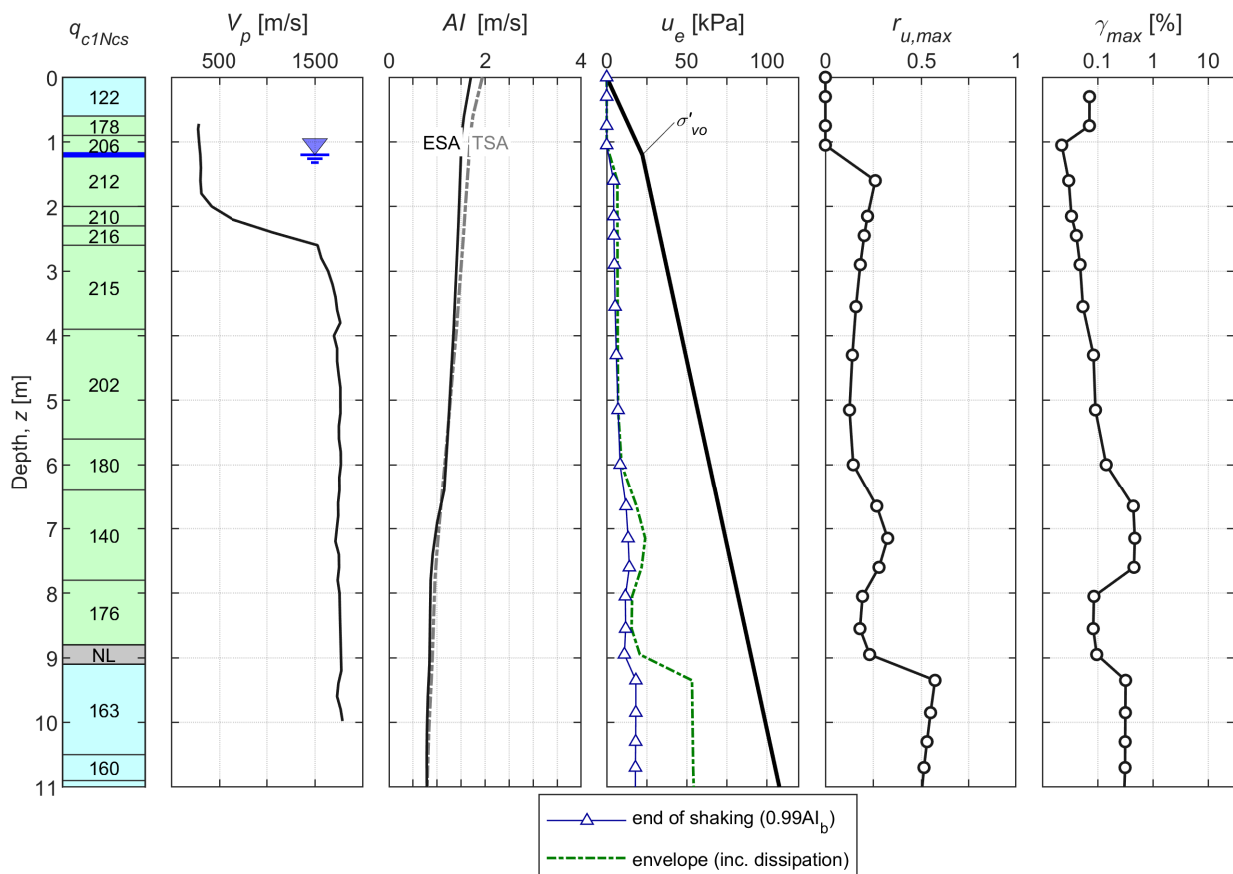 q_c1Ncs
V_p [m/s]
AI [m/s]
u_e [kPa]
r_u,max
γ_max [%]
500 1500
0 2 4
0 50 100
0 0.5 1
0.1 1 10
Depth, z [m]
0
1
2
3
4
5
6
7
8
9
10
11
122
178
206
212
210
216
215
202
180
140
176
NL
163
160
ESA TSA
σ'_vo
end of shaking (0.99AI_b)
envelope (inc. dissipation)